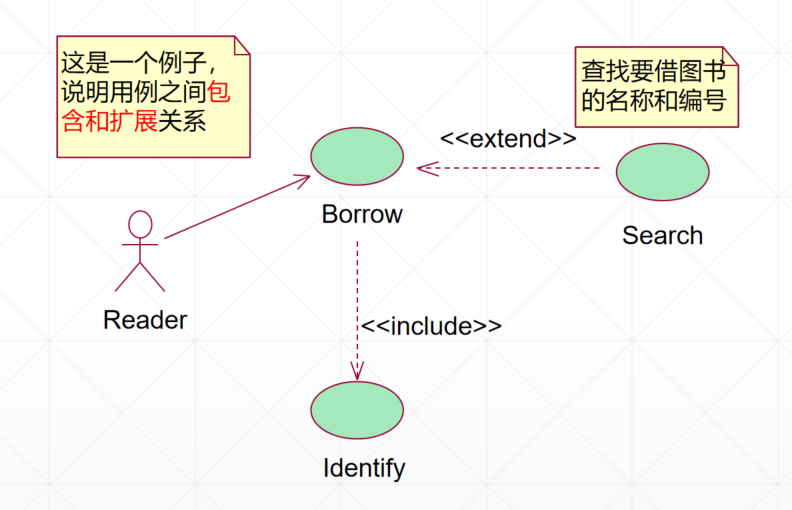 这是一个例子，
说明用例之间包
含和扩展关系
查找要借图书
的名称和编号
<<extend>>
Borrow
Search
Reader
<<include>>
Identify